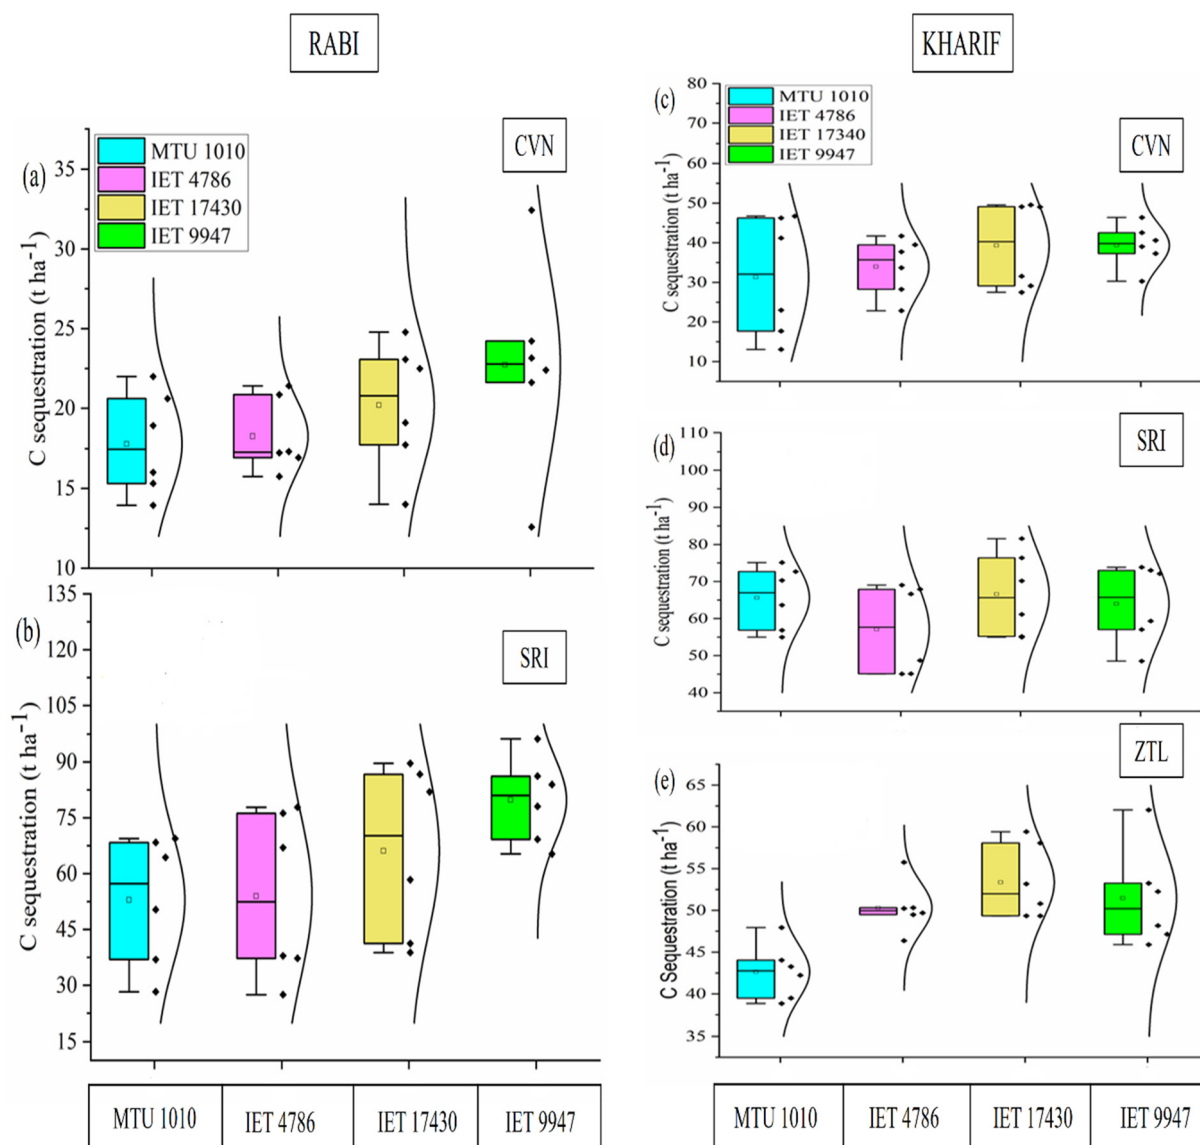 RABI
KHARIF
(a)
CVN
MTU 1010
IET 4786
IET 17430
IET 9947
C sequestration (t ha-1)
35
30
25
20
15
10
(b)
SRI
C sequestration (t ha-1)
135
120
105
90
75
60
45
30
15
MTU 1010
IET 4786
IET 17430
IET 9947
(c)
CVN
MTU 1010
IET 4786
IET 17340
IET 9947
C sequestration (t ha-1)
80
70
60
50
40
30
20
10
(d)
SRI
C sequestration (t ha-1)
110
100
90
80
70
60
50
40
(e)
ZTL
C Sequestration (t ha-1)
65
60
55
50
45
40
35
MTU 1010
IET 4786
IET 17430
IET 9947